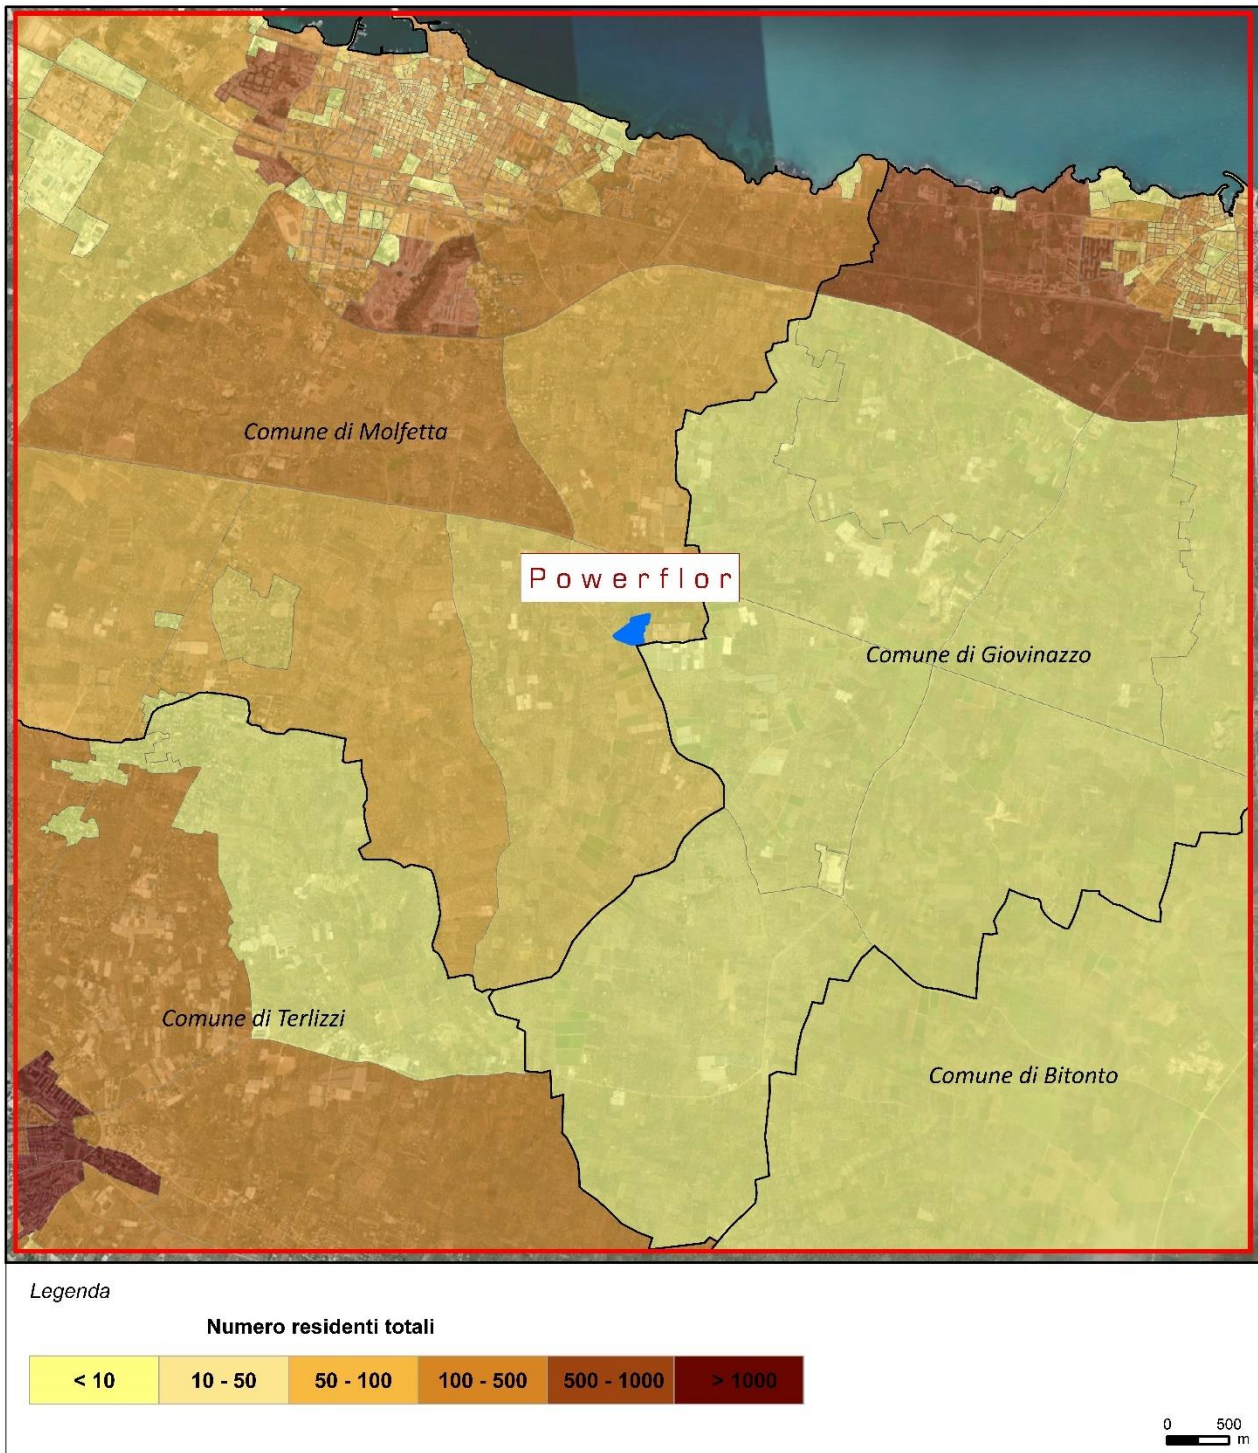 Comune di Molfetta
Powerflor
Comune di Giovinazzo
Comune di Terlizzi
Comune di Bitonto
Legenda
Numero residenti totali
< 10 10 - 50 50 - 100 100 - 500 500 - 1000 > 1000
0 500
m